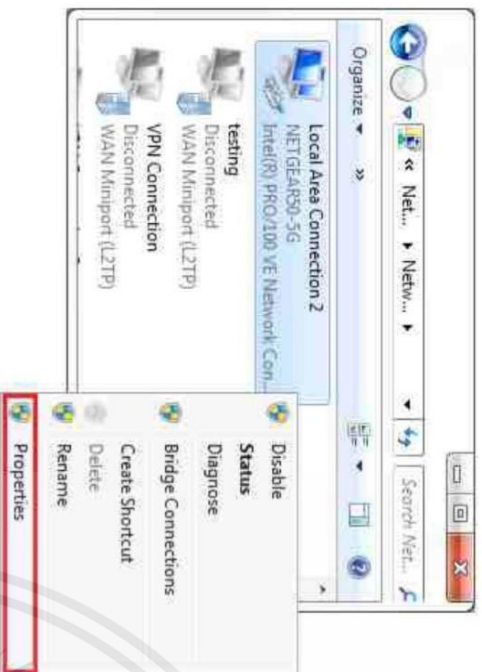 « Net... ▸ Netw... ▸
Search Net...
Organize ▾ »
Local Area Connection 2
NETGEAR50-5G
Intel(R) PRO/100 VE Network Con...
testing
Disconnected
WAN Miniport (L2TP)
VPN Connection
Disconnected
WAN Miniport (L2TP)
Disable
Status
Diagnose
Bridge Connections
Create Shortcut
Delete
Rename
Properties